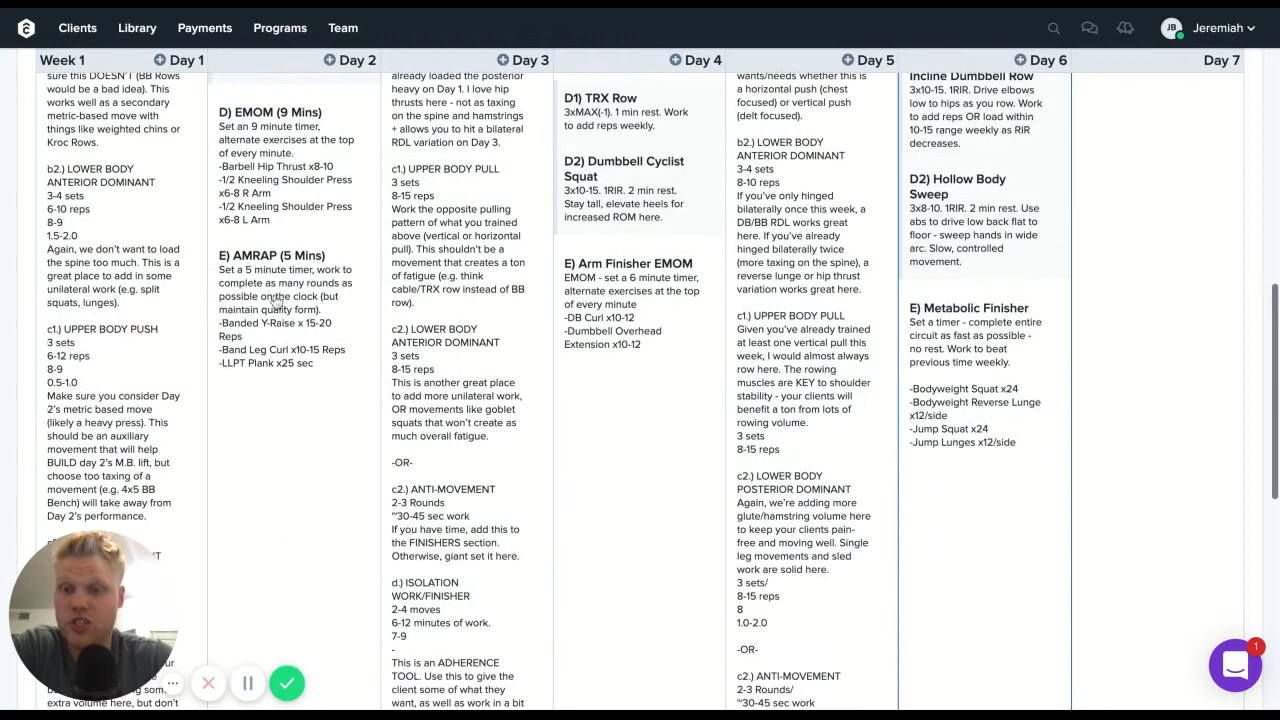 Clients
Library
Payments
Programs
Team
Jeremiah
JB
Week 1
Day 1
Day 2
Day 3
Day 4
Day 5
Day 6
Day 7
sure this DOESN'T (BB Rows
would be a bad idea). This
works well as a secondary
metric-based move with
things like weighted chins or
Kroc Rows.
b2.) LOWER BODY
ANTERIOR DOMINANT
3-4 sets
6-10 reps
8-9
1.5-2.0
Again, we don't want to load
the spine too much. This is a
great place to add in some
unilateral work (e.g. split
squats, lunges).
c1.) UPPER BODY PUSH
3 sets
6-12 reps
8-9
0.5-1.0
Make sure you consider Day
2's metric based move
(likely a heavy press). This
should be an auxiliary
movement that will help
BUILD day 2's M.B. lift, but
choose too taxing of a
movement (e.g. 4x5 BB
Bench) will take away from
Day 2's performance.
extra volume here, but don't
D) EMOM (9 Mins)
Set an 9 minute timer,
alternate exercises at the top
of every minute.
-Barbell Hip Thrust x8-10
-1/2 Kneeling Shoulder Press
x6-8 R Arm
-1/2 Kneeling Shoulder Press
x6-8 L Arm
E) AMRAP (5 Mins)
Set a 5 minute timer, work to
complete as many rounds as
possible on the clock (but
maintain quality form).
-Banded Y-Raise x 15-20
Reps
-Band Leg Curl x10-15 Reps
-LLPT Plank x25 sec
already loaded the posterior
heavy on Day 1. I love hip
thrusts here - not as taxing
on the spine and hamstrings
+ allows you to hit a bilateral
RDL variation on Day 3.
c1.) UPPER BODY PULL
3 sets
8-15 reps
Work the opposite pulling
pattern of what you trained
above (vertical or horizontal
pull). This shouldn't be a
movement that creates a ton
of fatigue (e.g. think
cable/TRX row instead of BB
row).
c2.) LOWER BODY
ANTERIOR DOMINANT
3 sets
8-15 reps
This is another great place
to add more unilateral work,
OR movements like goblet
squats that won't create as
much overall fatigue.
-OR-
c2.) ANTI-MOVEMENT
2-3 Rounds
~30-45 sec work
If you have time, add this to
the FINISHERS section.
Otherwise, giant set it here.
d.) ISOLATION
WORK/FINISHER
2-4 moves
6-12 minutes of work.
7-9
-
This is an ADHERENCE
TOOL. Use this to give the
client some of what they
want, as well as work in a bit
D1) TRX Row
3xMAX(-1). 1 min rest. Work
to add reps weekly.
D2) Dumbbell Cyclist
Squat
3x10-15. 1RIR. 2 min rest.
Stay tall, elevate heels for
increased ROM here.
E) Arm Finisher EMOM
EMOM - set a 6 minute timer,
alternate exercises at the top
of every minute
-DB Curl x10-12
-Dumbbell Overhead
Extension x10-12
wants/needs whether this is
a horizontal push (chest
focused) or vertical push
(delt focused).
b2.) LOWER BODY
ANTERIOR DOMINANT
3-4 sets
8-10 reps
If you've only hinged
bilaterally once this week, a
DB/BB RDL works great
here. If you've already
hinged bilaterally twice
(more taxing on the spine), a
reverse lunge or hip thrust
variation works great here.
c1.) UPPER BODY PULL
Given you've already trained
at least one vertical pull this
week, I would almost always
row here. The rowing
muscles are KEY to shoulder
stability - your clients will
benefit a ton from lots of
rowing volume.
3 sets
8-15 reps
c2.) LOWER BODY
POSTERIOR DOMINANT
Again, we're adding more
glute/hamstring volume here
to keep your clients pain-
free and moving well. Single
leg movements and sled
work are solid here.
3 sets/
8-15 reps
8
1.0-2.0
-OR-
c2.) ANTI-MOVEMENT
2-3 Rounds/
~30-45 sec work
Incline Dumbbell Row
3x10-15. 1RIR. Drive elbows
low to hips as you row. Work
to add reps OR load within
10-15 range weekly as RIR
decreases.
D2) Hollow Body
Sweep
3x8-10. 1RIR. 2 min rest. Use
abs to drive low back flat to
floor - sweep hands in wide
arc. Slow, controlled
movement.
E) Metabolic Finisher
Set a timer - complete entire
circuit as fast as possible -
no rest. Work to beat
previous time weekly.
-Bodyweight Squat x24
-Bodyweight Reverse Lunge
x12/side
-Jump Squat x24
-Jump Lunges x12/side
1